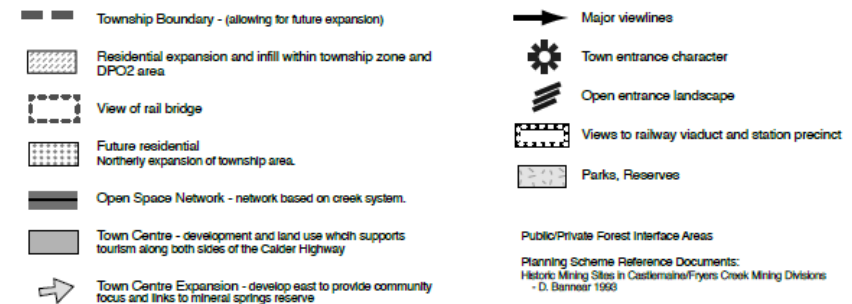 Township Boundary - (allowing for future expansion)
Residential expansion and infill within township zone and
DPO2 area
View of rail bridge
Future residential
Northerly expansion of township area.
Open Space Network - network based on creek system.
Town Centre - development and land use whcih supports
tourism along both sides of the Calder Highway
Town Centre Expansion - develop east to provide community
focus and links to mineral springs reserve
Major viewlines
Town entrance character
Open entrance landscape
Views to railway viaduct and station precinct
Parks, Reserves
Public/Private Forest Interface Areas
Planning Scheme Reference Documents:
Historic Mining Sites in Castlemaine/Fryers Creek Mining Divisions
- D. Bannear 1993